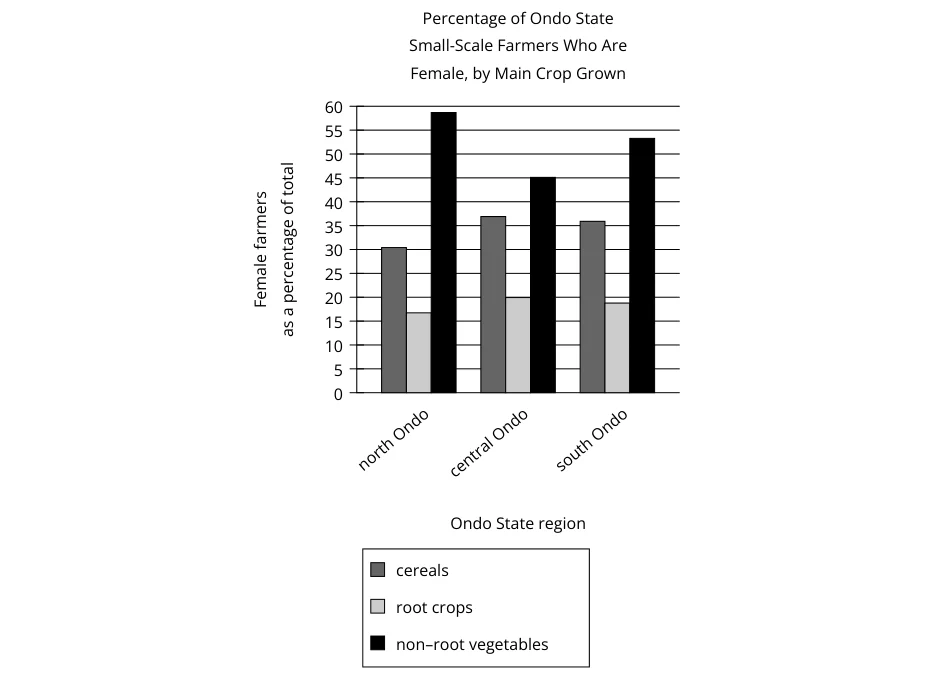 Percentage of Ondo State
Small-Scale Farmers Who Are
Female, by Main Crop Grown
Female farmers
as a percentage of total
60
55
50
45
40
35
30
25
20
15
10
5
0
north Ondo
central Ondo
south Ondo
Ondo State region
cereals
root crops
non–root vegetables